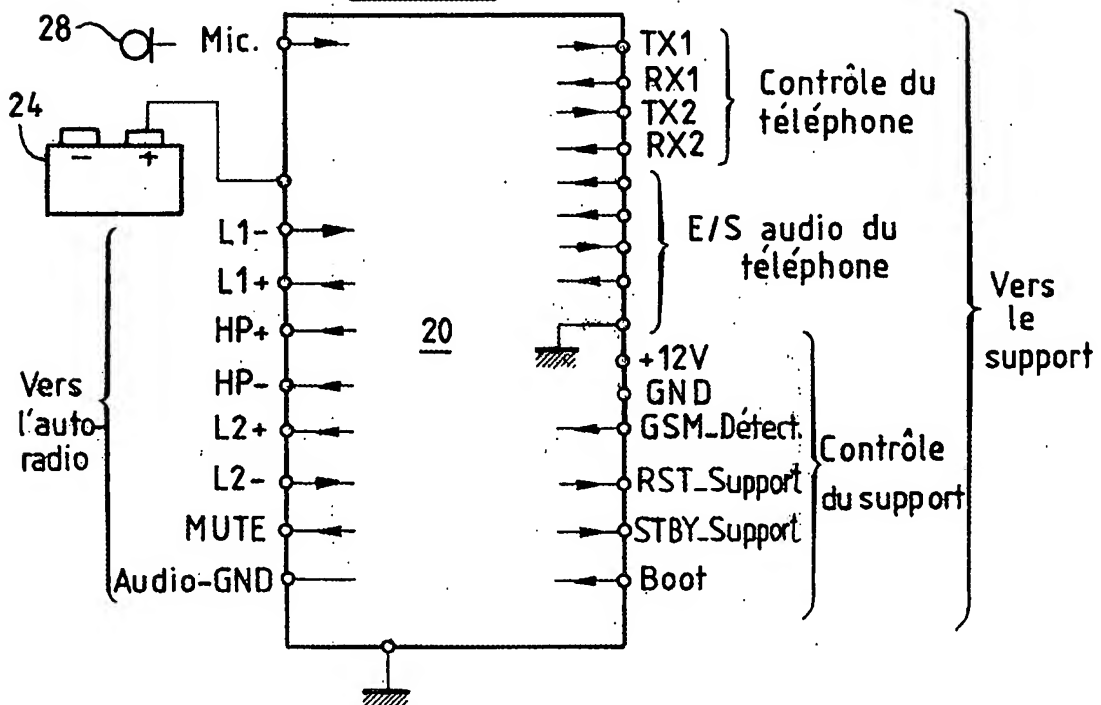 28
Mic.
24
- +
L1-
L1+
HP+
HP-
L2+
L2-
MUTE
Audio-GND
Vers
l'auto-
radio
20
TX1
RX1
TX2
RX2
Contrôle du
téléphone
E/S audio du
téléphone
+12V
GND
GSM_Détect.
RST_Support
STBY_Support
Boot
Contrôle
du support
Vers
le
support